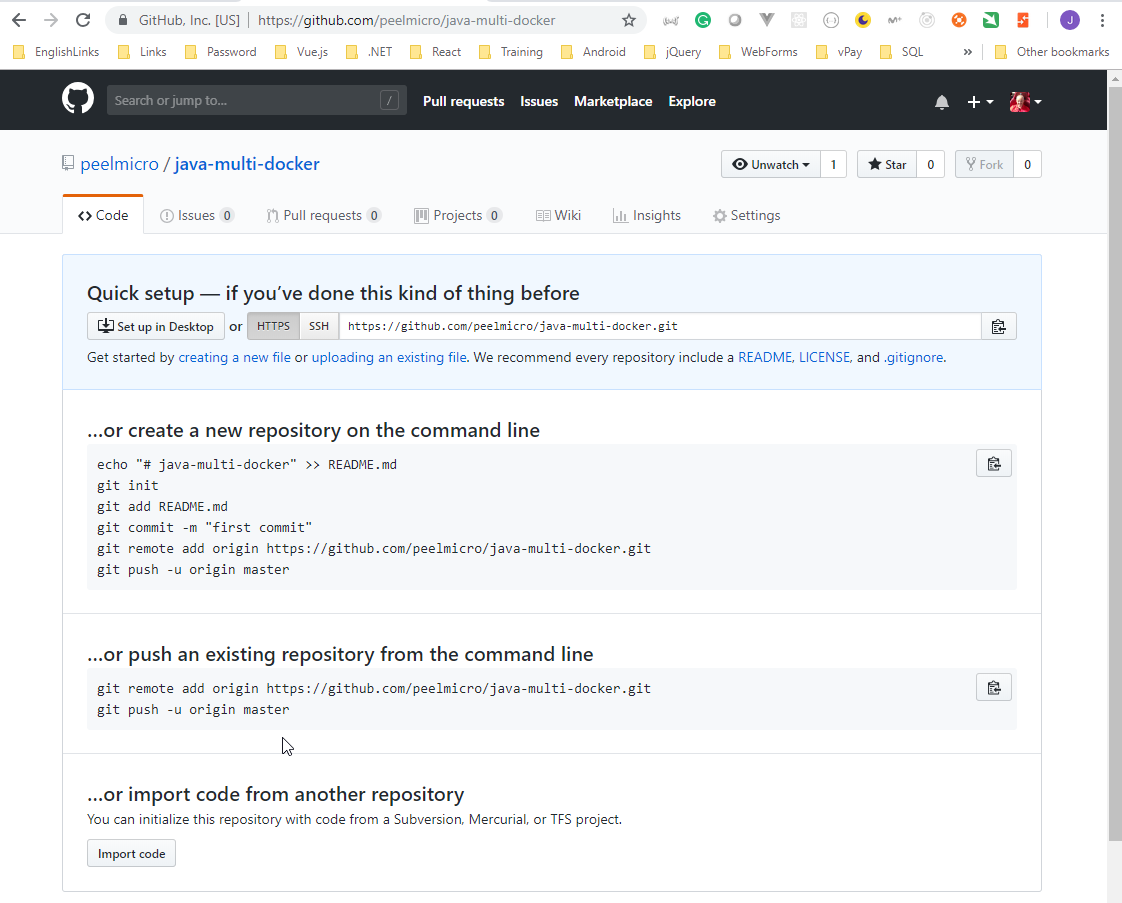 GitHub, Inc. [US] | https://github.com/peelmicro/java-multi-docker
J
EnglishLinks Links Password Vue.js .NET React Training Android jQuery WebForms vPay SQL » Other bookmarks
Search or jump to... / Pull requests Issues Marketplace Explore
peelmicro / java-multi-docker Unwatch 1 Star 0 Fork 0
Code Issues 0 Pull requests 0 Projects 0 Wiki Insights Settings
Quick setup — if you’ve done this kind of thing before
Set up in Desktop or HTTPS SSH https://github.com/peelmicro/java-multi-docker.git
Get started by creating a new file or uploading an existing file. We recommend every repository include a README, LICENSE, and .gitignore.
…or create a new repository on the command line
echo "# java-multi-docker" >> README.md
git init
git add README.md
git commit -m "first commit"
git remote add origin https://github.com/peelmicro/java-multi-docker.git
git push -u origin master
…or push an existing repository from the command line
git remote add origin https://github.com/peelmicro/java-multi-docker.git
git push -u origin master
…or import code from another repository
You can initialize this repository with code from a Subversion, Mercurial, or TFS project.
Import code